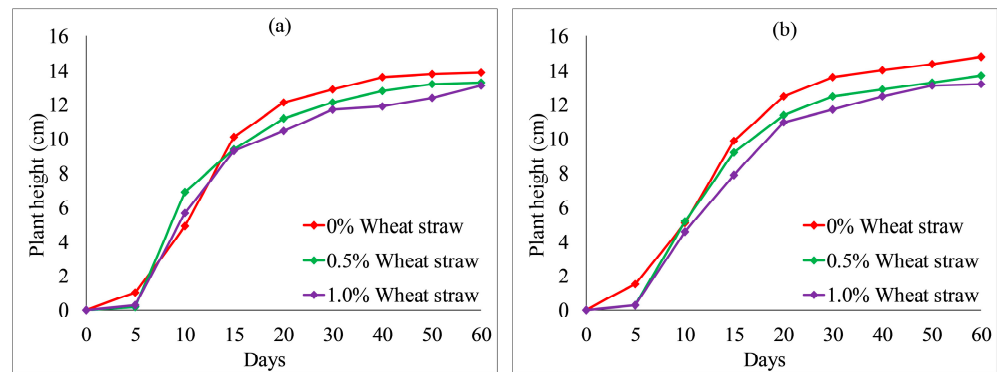 (a)
Plant height (cm)
16
14
12
10
8
6
4
2
0
0% Wheat straw
0.5% Wheat straw
1.0% Wheat straw
0 5 10 15 20 30 40 50 60
Days
(b)
Plant height (cm)
16
14
12
10
8
6
4
2
0
0% Wheat straw
0.5% Wheat straw
1.0% Wheat straw
0 5 10 15 20 30 40 50 60
Days